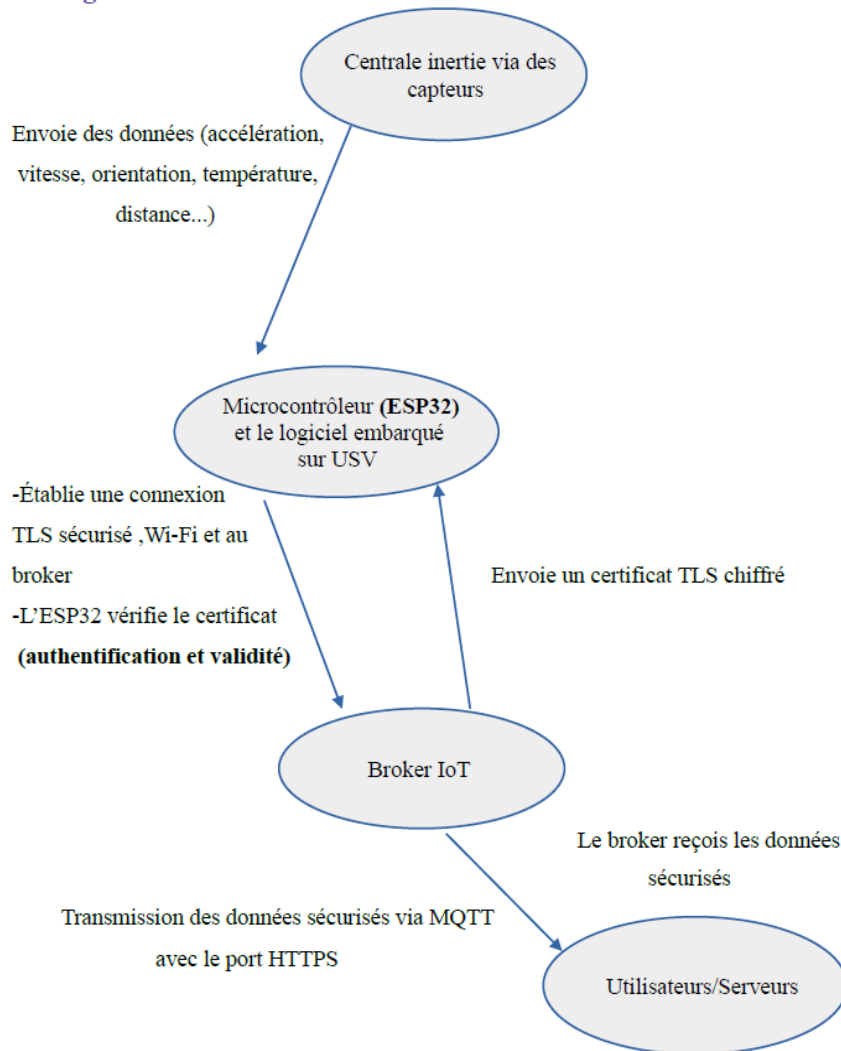 Centrale inertie via des
capteurs
Envoie des données (accélération,
vitesse, orientation, température,
distance...)
Microcontrôleur (ESP32)
et le logiciel embarqué
sur USV
-Établie une connexion
TLS sécurisé ,Wi-Fi et au
broker
-L’ESP32 vérifie le certificat
(authentification et validité)
Envoie un certificat TLS chiffré
Broker IoT
Le broker reçois les données
sécurisés
Transmission des données sécurisés via MQTT
avec le port HTTPS
Utilisateurs/Serveurs